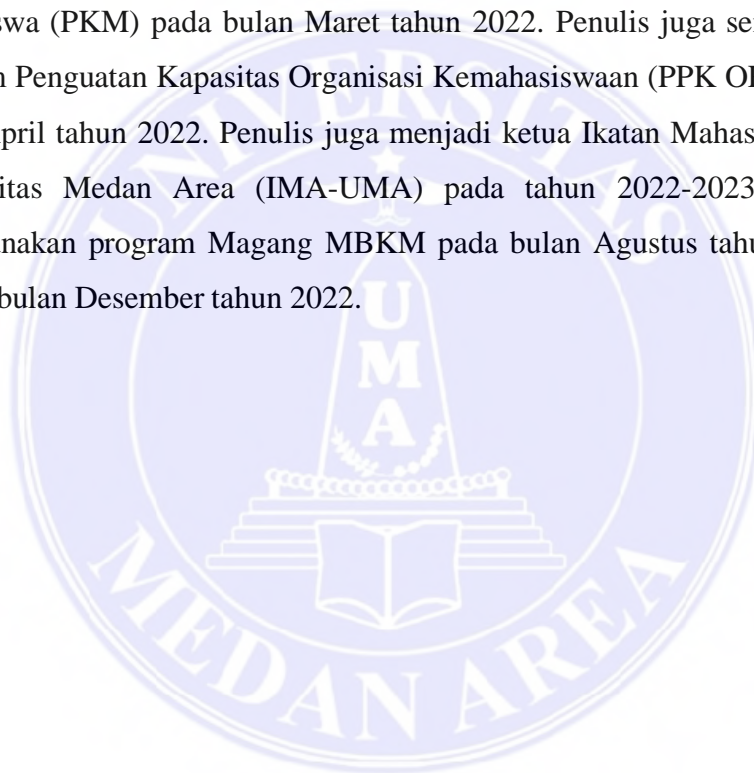 swa (PKM) pada bulan Maret tahun 2022. Penulis juga se
Penguatan Kapasitas Organisasi Kemahasiswaan (PPK O
pril tahun 2022. Penulis juga menjadi ketua Ikatan Mahas
itas Medan Area (IMA-UMA) pada tahun 2022-2023
nakan program Magang MBKM pada bulan Agustus tahu
bulan Desember tahun 2022.
UNIVERSITAS
U
M
A
MEDAN AREA